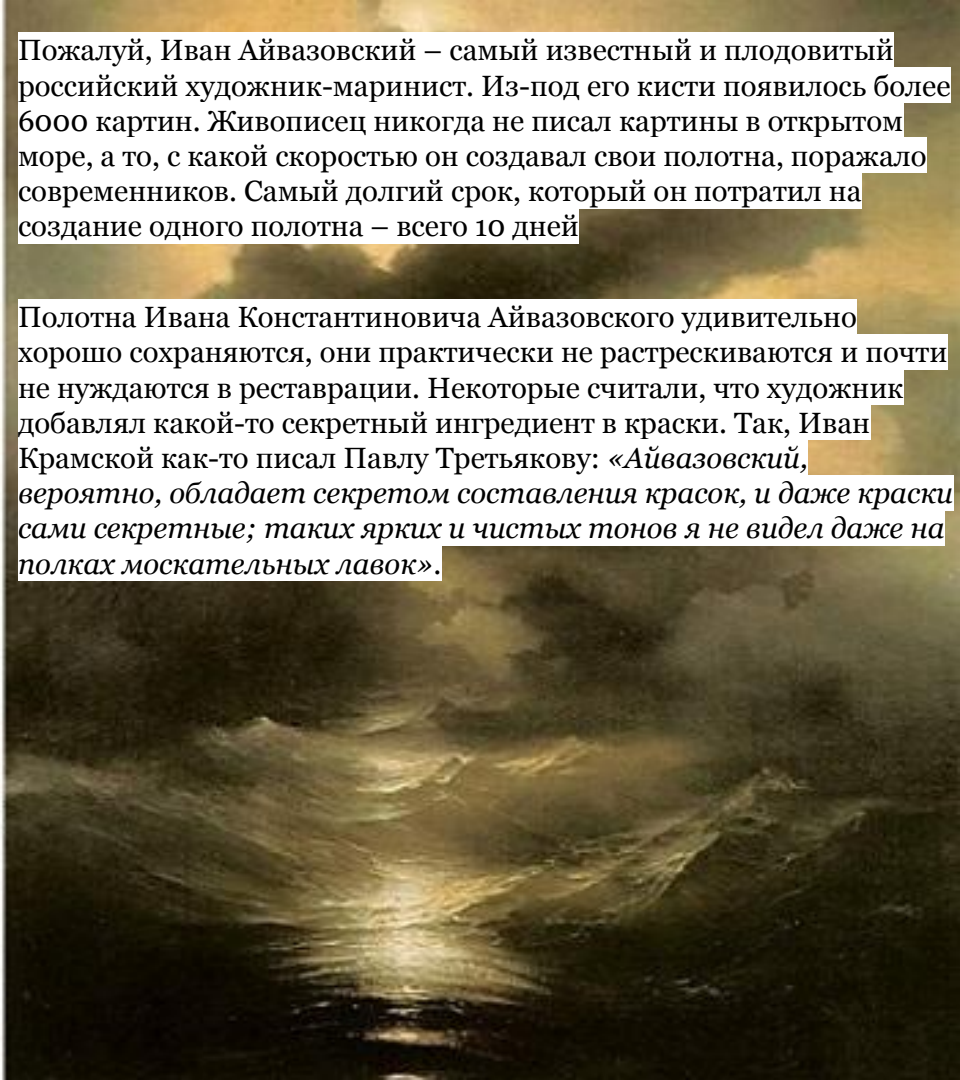 Пожалуй, Иван Айвазовский – самый известный и плодовитый
российский художник-маринист. Из-под его кисти появилось более
6000 картин. Живописец никогда не писал картины в открытом
море, а то, с какой скоростью он создавал свои полотна, поражало
современников. Самый долгий срок, который он потратил на
создание одного полотна – всего 10 дней
Полотна Ивана Константиновича Айвазовского удивительно
хорошо сохраняются, они практически не растрескиваются и почти
не нуждаются в реставрации. Некоторые считали, что художник
добавлял какой-то секретный ингредиент в краски. Так, Иван
Крамской как-то писал Павлу Третьякову: «Айвазовский,
вероятно, обладает секретом составления красок, и даже краски
сами секретные; таких ярких и чистых тонов я не видел даже на
полках москательных лавок».